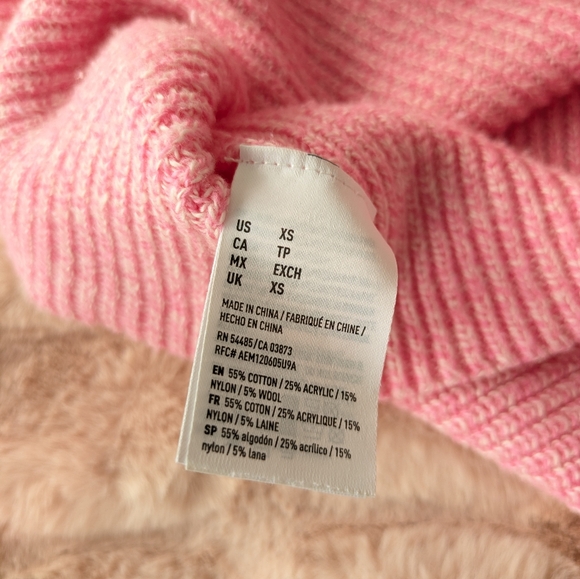 US XS
CA TP
MX EXCH
UK XS
MADE IN CHINA / FABRIQUÉ EN CHINE /
HECHO EN CHINA
RN 54485/CA 03873
RFC# AEM120605U9A
EN 55% COTTON / 25% ACRYLIC / 15%
NYLON / 5% WOOL
FR 55% COTON / 25% ACRYLIQUE / 15%
NYLON / 5% LAINE
SP 55% algodón / 25% acrílico / 15%
nylon / 5% lana